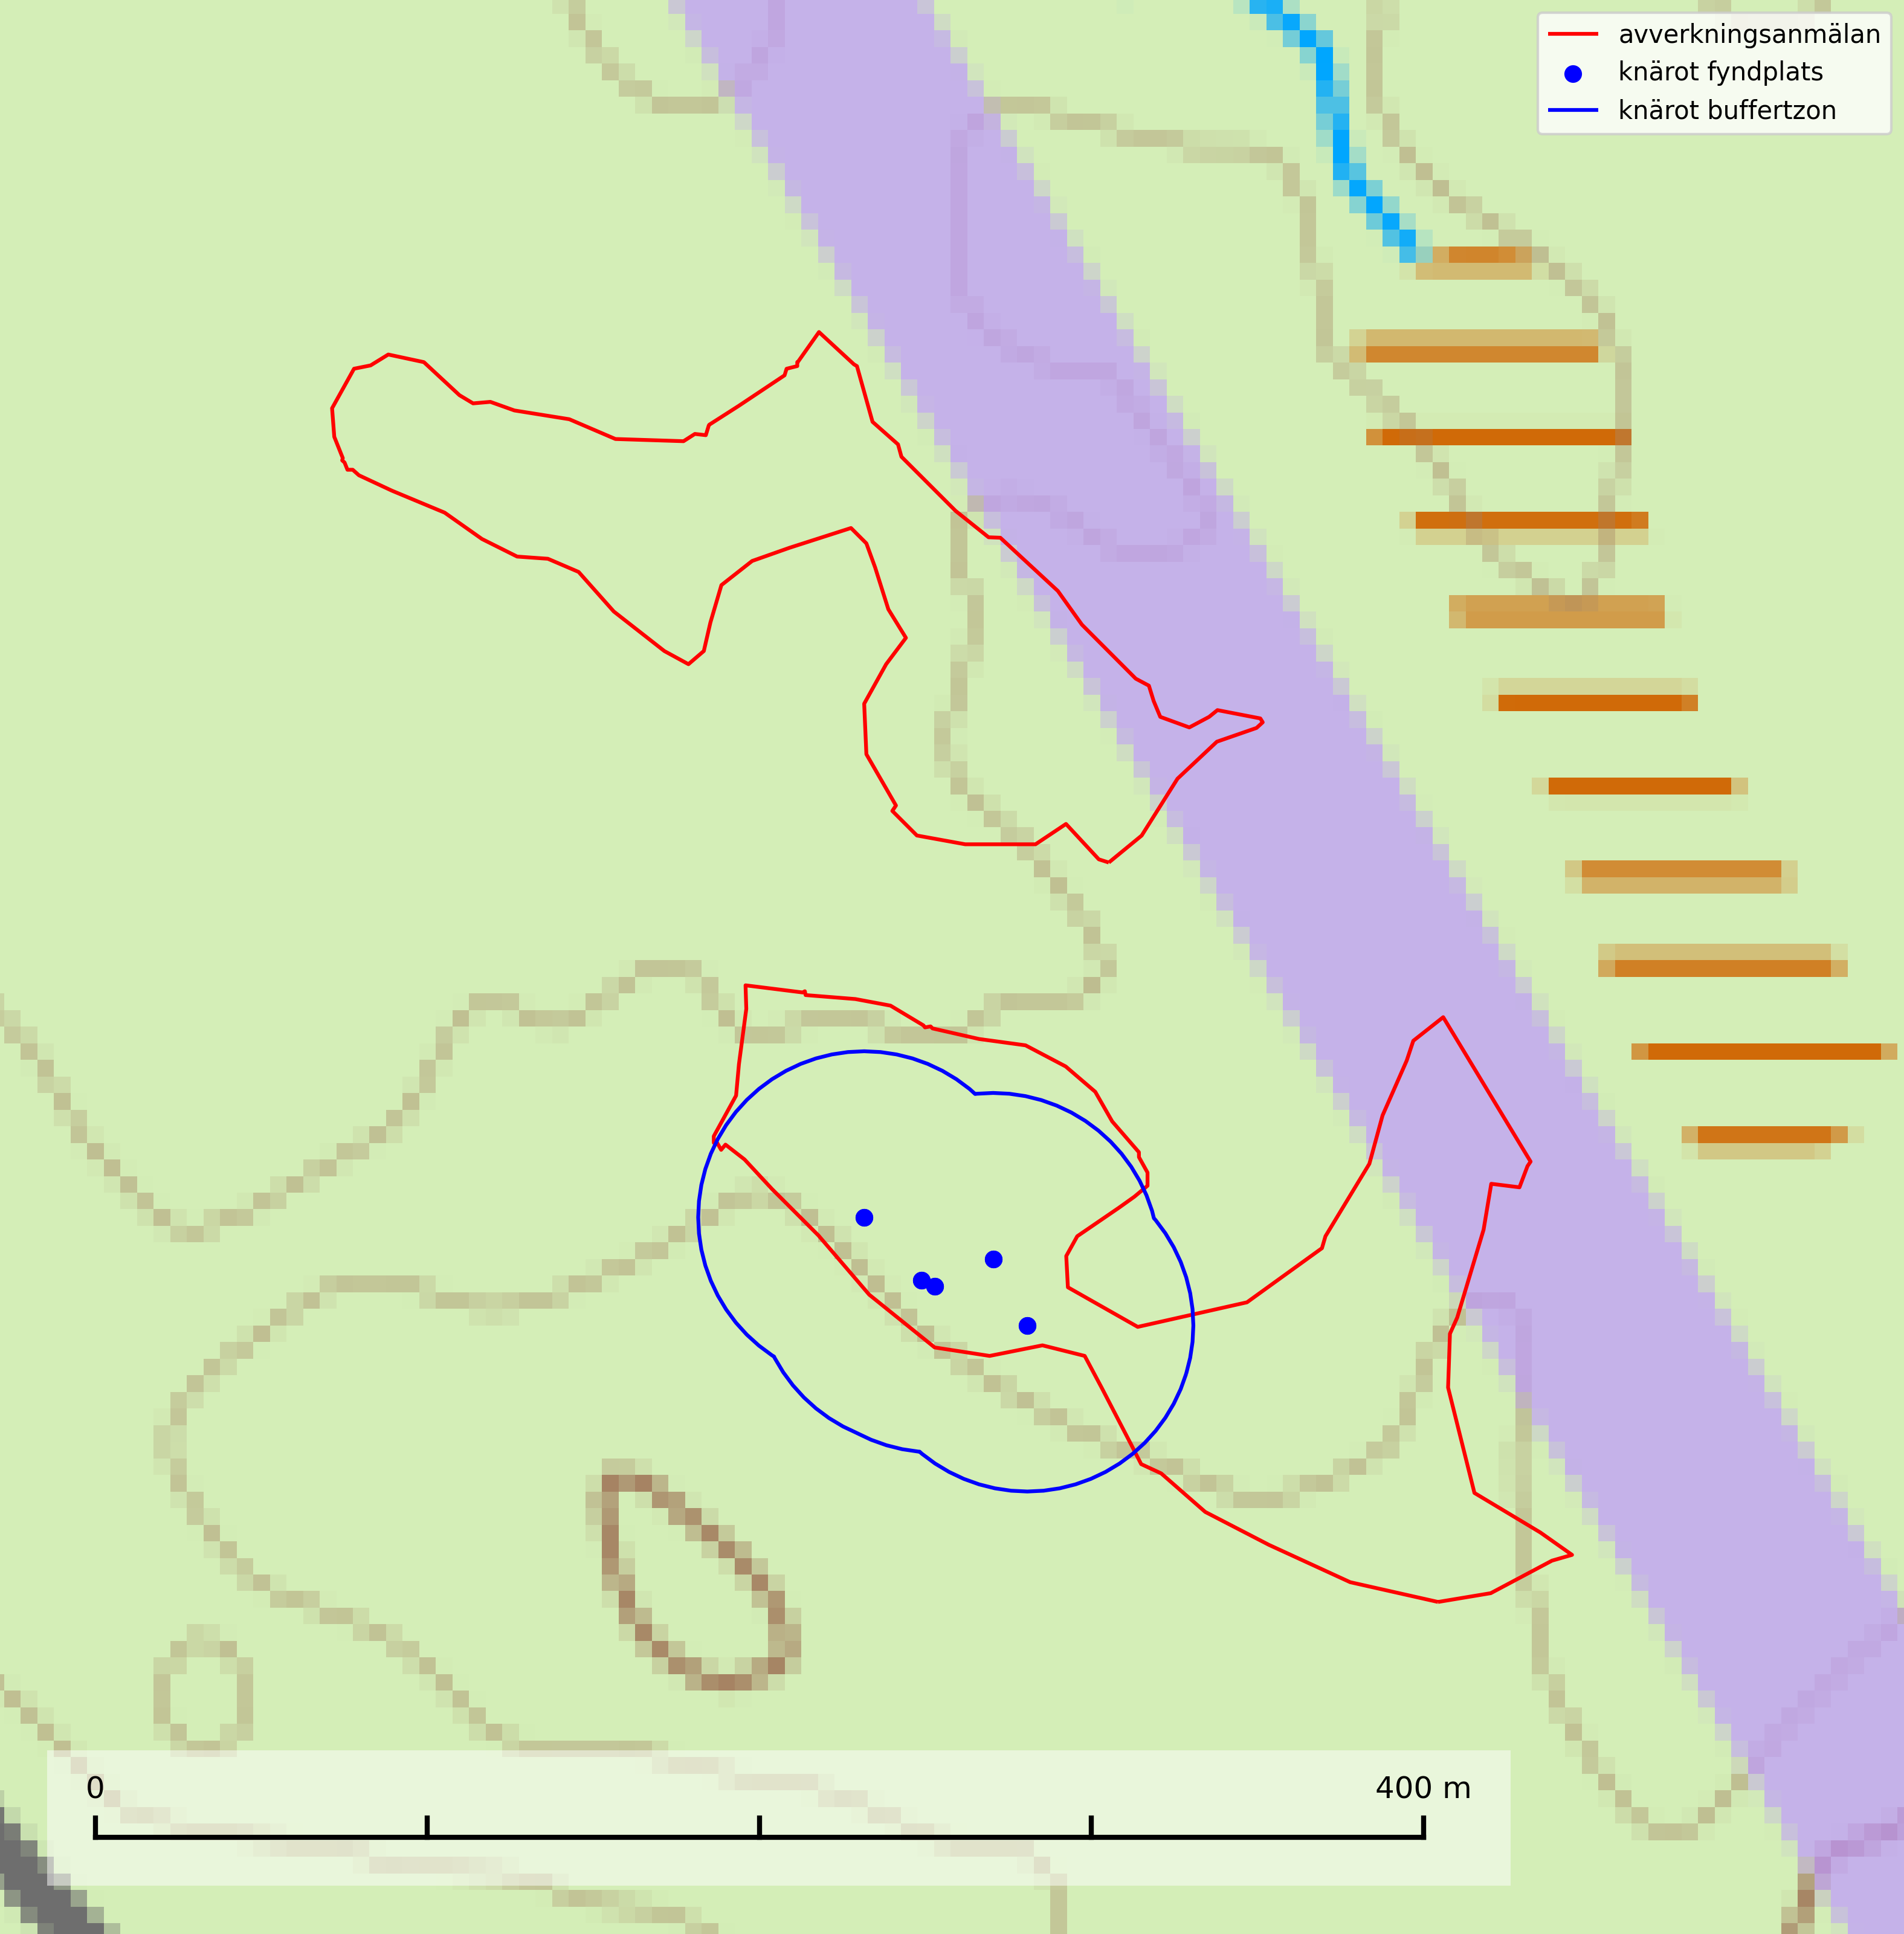 avverkningsanmälan
knärot fyndplats
knärot buffertzon
0
400 m